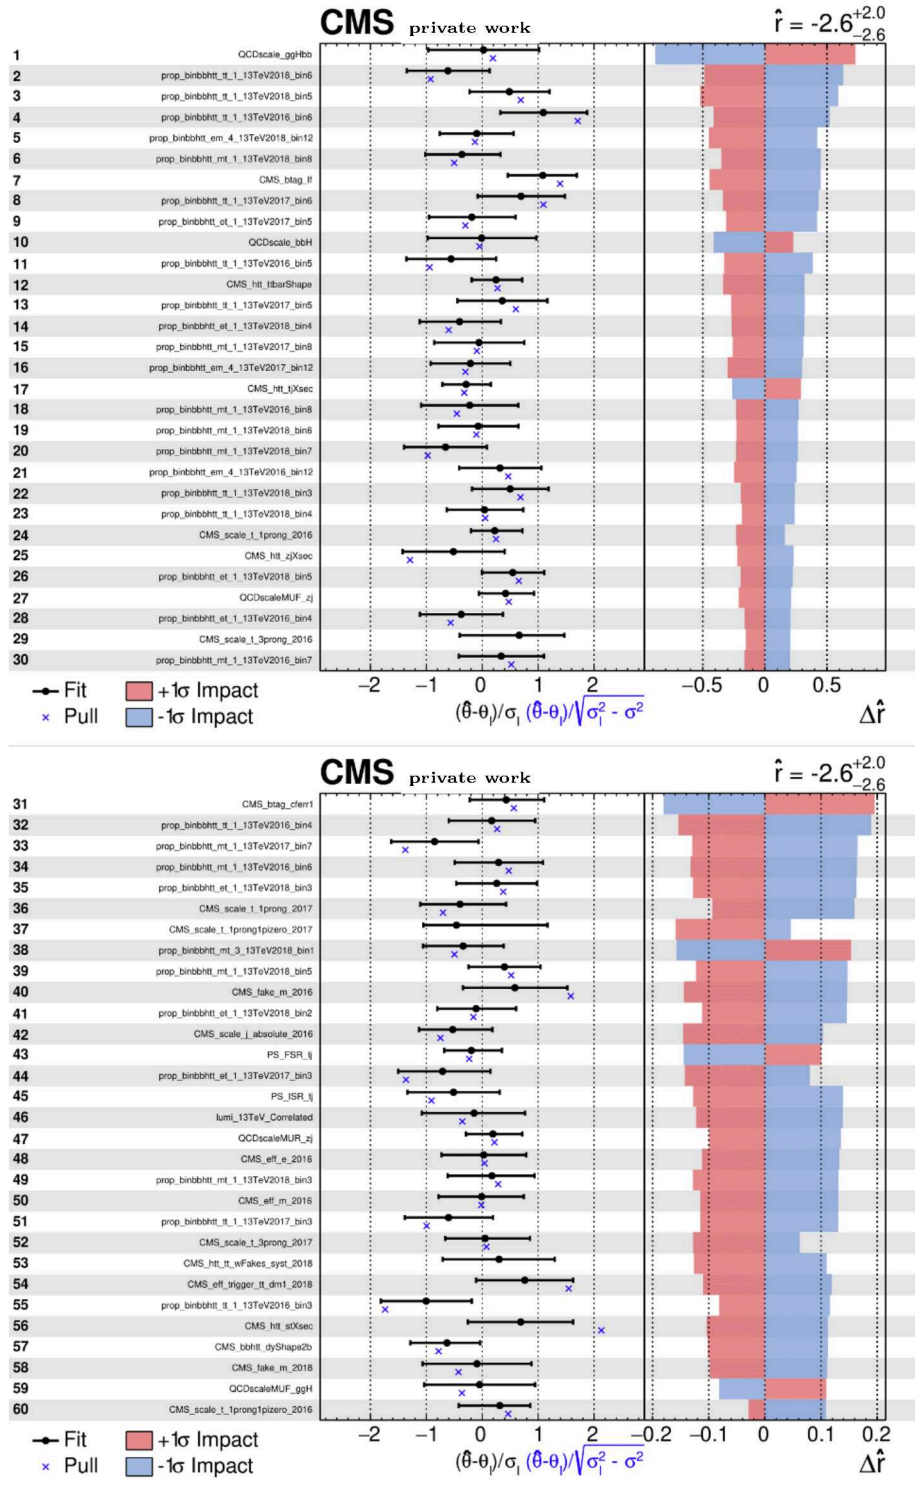 CMS private work r̂ = -2.6 +2.0 −2.6
1 QCDscale_ggHbb
2 prop_binbbhtt_tt_1_13TeV2018_bin6
3 prop_binbbhtt_tt_1_13TeV2018_bin5
4 prop_binbbhtt_tt_1_13TeV2016_bin6
5 prop_binbbhtt_em_4_13TeV2018_bin12
6 prop_binbbhtt_mt_1_13TeV2018_bin8
7 CMS_btag_lf
8 prop_binbbhtt_tt_1_13TeV2017_bin6
9 prop_binbbhtt_et_1_13TeV2017_bin5
10 QCDscale_bbH
11 prop_binbbhtt_tt_1_13TeV2016_bin5
12 CMS_htt_ttbarShape
13 prop_binbbhtt_tt_1_13TeV2017_bin5
14 prop_binbbhtt_et_1_13TeV2018_bin4
15 prop_binbbhtt_mt_1_13TeV2017_bin8
16 prop_binbbhtt_em_4_13TeV2017_bin12
17 CMS_htt_tjXsec
18 prop_binbbhtt_mt_1_13TeV2016_bin8
19 prop_binbbhtt_mt_1_13TeV2018_bin6
20 prop_binbbhtt_mt_1_13TeV2018_bin7
21 prop_binbbhtt_em_4_13TeV2016_bin12
22 prop_binbbhtt_tt_1_13TeV2018_bin3
23 prop_binbbhtt_tt_1_13TeV2018_bin4
24 CMS_scale_t_1prong_2016
25 CMS_htt_zjXsec
26 prop_binbbhtt_et_1_13TeV2018_bin5
27 QCDscaleMUF_zj
28 prop_binbbhtt_et_1_13TeV2016_bin4
29 CMS_scale_t_3prong_2016
30 prop_binbbhtt_mt_1_13TeV2016_bin7
−2 −1 0 1 2 −0.5 0 0.5
Fit +1σ Impact
Pull -1σ Impact
(θ̂-θ_I)/σ_I (θ̂-θ_I)/√σ_I² - σ² Δr̂
CMS private work r̂ = -2.6 +2.0 −2.6
31 CMS_btag_cferr1
32 prop_binbbhtt_tt_1_13TeV2016_bin4
33 prop_binbbhtt_mt_1_13TeV2017_bin7
34 prop_binbbhtt_mt_1_13TeV2016_bin6
35 prop_binbbhtt_et_1_13TeV2018_bin3
36 CMS_scale_t_1prong_2017
37 CMS_scale_t_1prong1pizero_2017
38 prop_binbbhtt_mt_3_13TeV2018_bin1
39 prop_binbbhtt_mt_1_13TeV2018_bin5
40 CMS_fake_m_2016
41 prop_binbbhtt_et_1_13TeV2018_bin2
42 CMS_scale_j_absolute_2016
43 PS_FSR_tj
44 prop_binbbhtt_et_1_13TeV2017_bin3
45 PS_ISR_tj
46 lumi_13TeV_Correlated
47 QCDscaleMUR_zj
48 CMS_eff_e_2016
49 prop_binbbhtt_mt_1_13TeV2018_bin3
50 CMS_eff_m_2016
51 prop_binbbhtt_tt_1_13TeV2017_bin3
52 CMS_scale_t_3prong_2017
53 CMS_htt_tt_wFakes_syst_2018
54 CMS_eff_trigger_tt_dm1_2018
55 prop_binbbhtt_tt_1_13TeV2016_bin3
56 CMS_htt_stXsec
57 CMS_bbhtt_dyShape2b
58 CMS_fake_m_2018
59 QCDscaleMUF_ggH
60 CMS_scale_t_1prong1pizero_2016
−2 −1 0 1 2 −0.2 −0.1 0 0.1 0.2
Fit +1σ Impact
Pull -1σ Impact
(θ̂-θ_I)/σ_I (θ̂-θ_I)/√σ_I² - σ² Δr̂